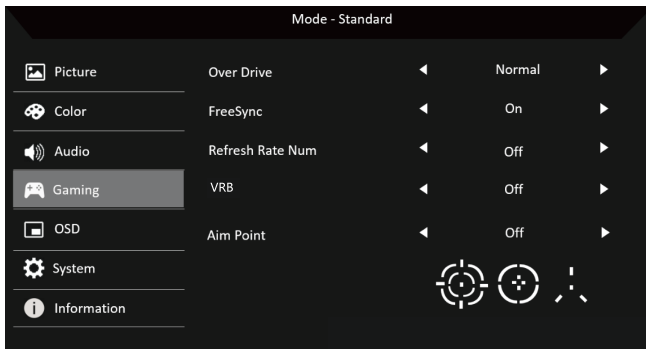 Mode - Standard
Picture
Color
Audio
Gaming
OSD
System
Information
Over Drive Normal
FreeSync On
Refresh Rate Num Off
VRB Off
Aim Point Off